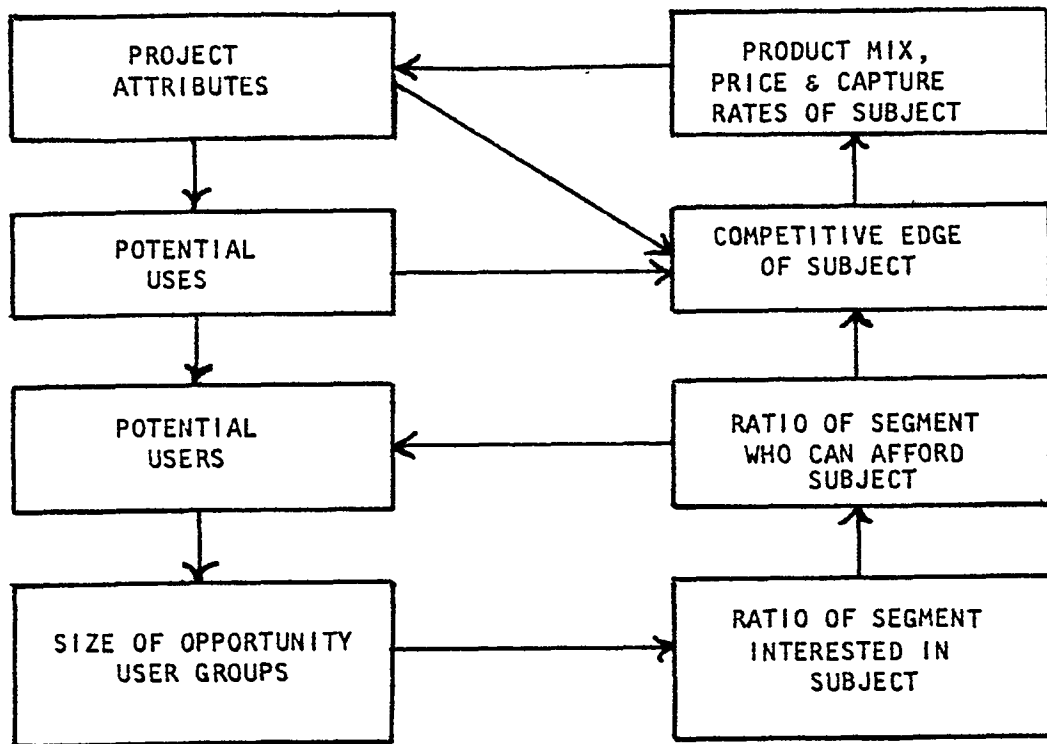 PROJECT
ATTRIBUTES
PRODUCT MIX,
PRICE & CAPTURE
RATES OF SUBJECT
POTENTIAL
USES
COMPETITIVE EDGE
OF SUBJECT
POTENTIAL
USERS
RATIO OF SEGMENT
WHO CAN AFFORD
SUBJECT
SIZE OF OPPORTUNITY
USER GROUPS
RATIO OF SEGMENT
INTERESTED IN
SUBJECT